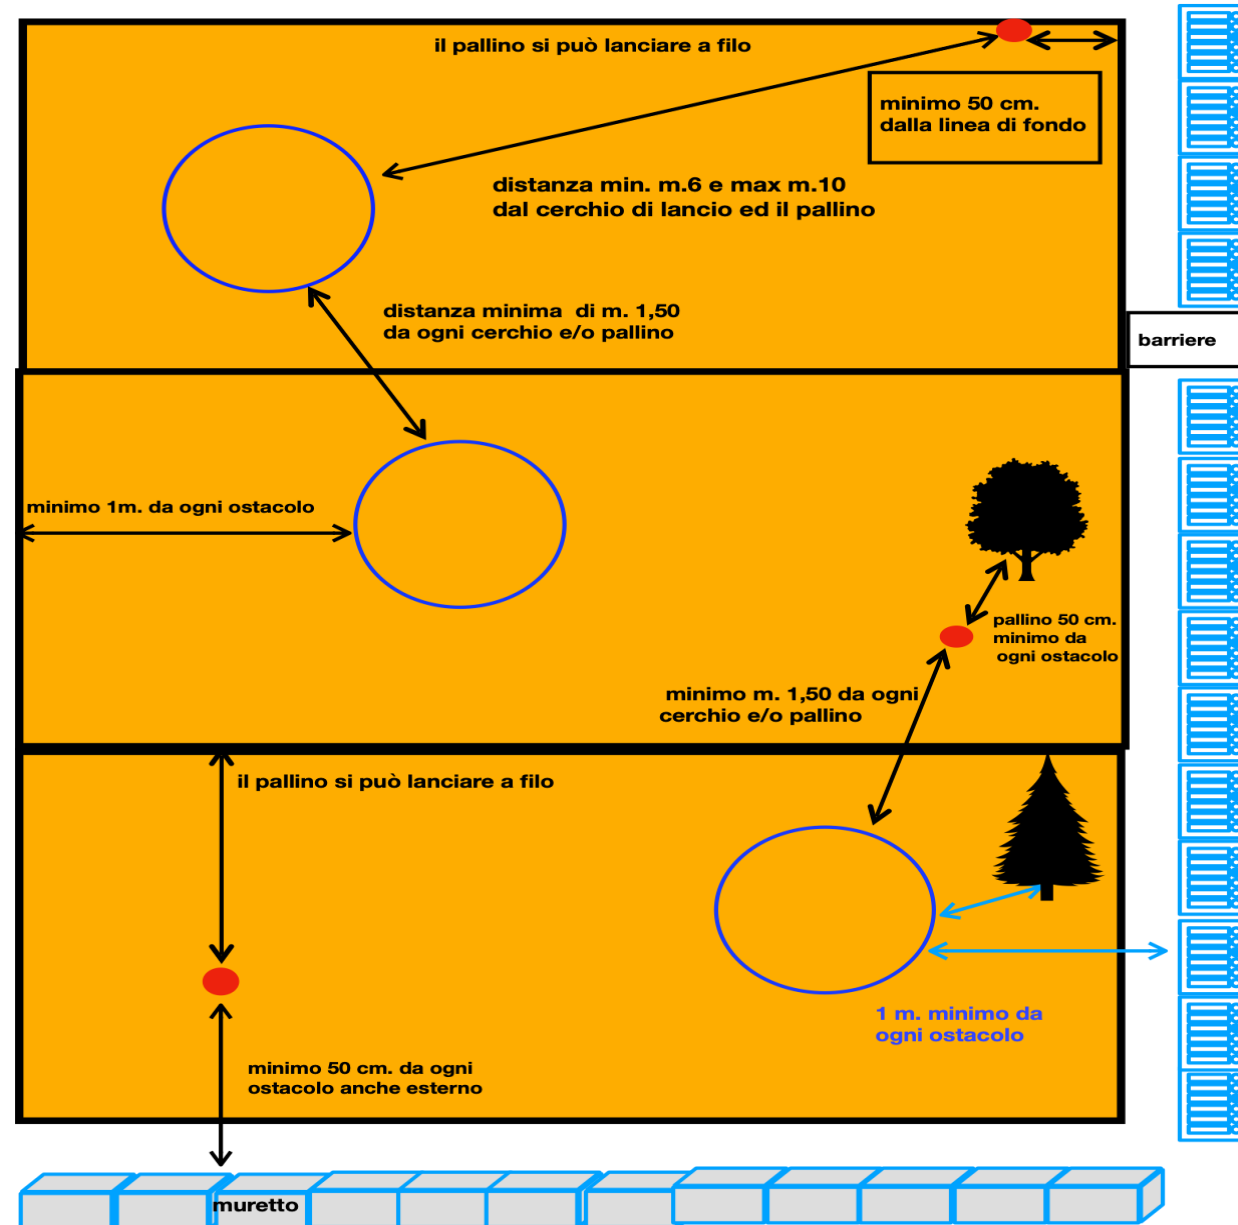 il pallino si può lanciare a filo
minimo 50 cm.
dalla linea di fondo
distanza min. m.6 e max m.10
dal cerchio di lancio ed il pallino
distanza minima di m. 1,50
da ogni cerchio e/o pallino
barriere
minimo 1m. da ogni ostacolo
pallino 50 cm.
minimo da
ogni ostacolo
minimo m. 1,50 da ogni
cerchio e/o pallino
il pallino si può lanciare a filo
1 m. minimo da
ogni ostacolo
minimo 50 cm. da ogni
ostacolo anche esterno
muretto